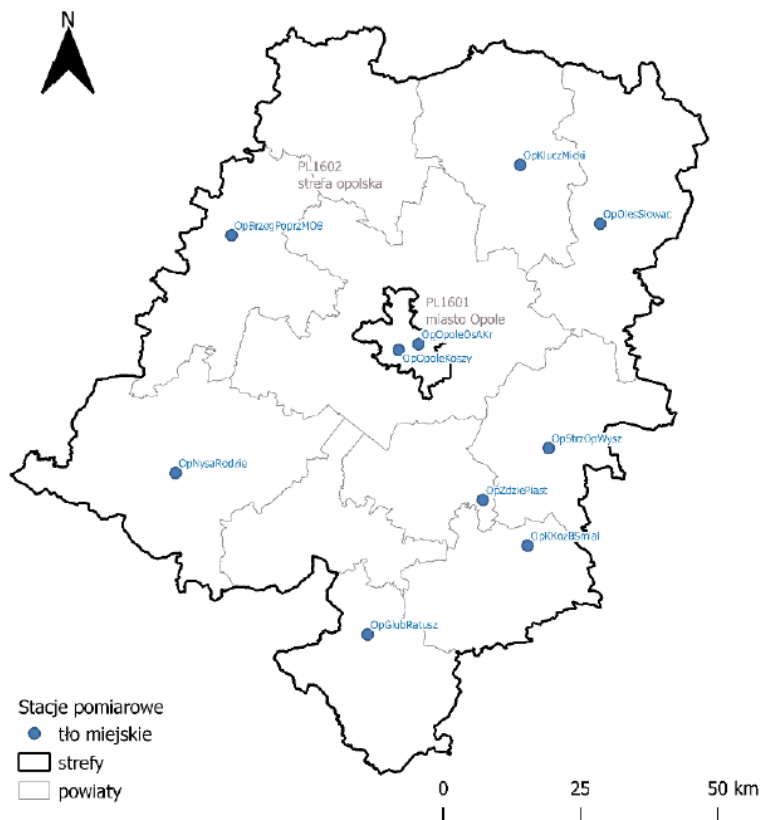 N
OpKluczMicki
PL1602
strefa opolska
OpOlesSlowac
OpBrzegPoprzMOB
PL1601
miasto Opole
OpOpoleOsAKr
OpOpoleKoszy
OpStrzOpWysz
OpNysaRodzie
OpZdziePiast
OpKKozBSmial
OpGlubRatusz
Stacje pomiarowe
tło miejskie
strefy
powiaty
0 25 50 km